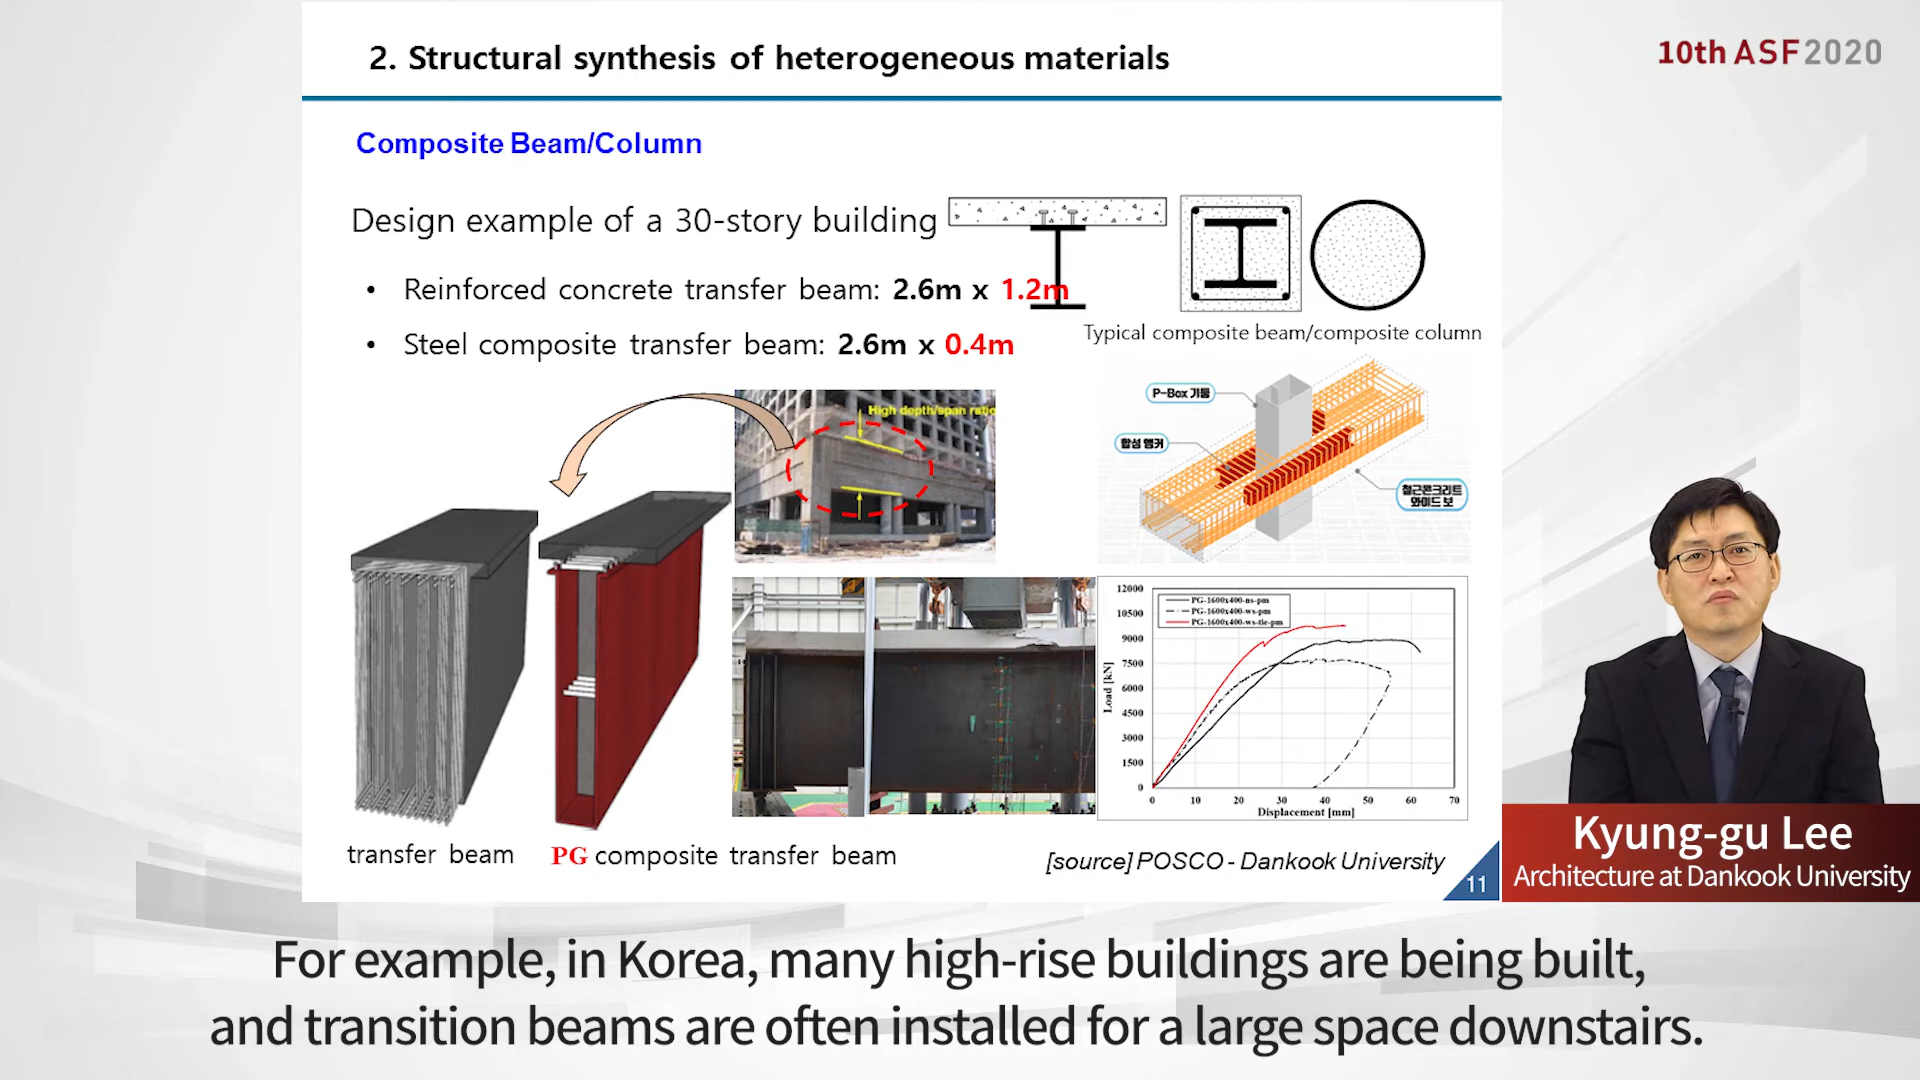 2. Structural synthesis of heterogeneous materials
10th ASF2020
Composite Beam/Column
Design example of a 30-story building
• Reinforced concrete transfer beam: 2.6m x 1.2m
• Steel composite transfer beam: 2.6m x 0.4m
Typical composite beam/composite column
High depth/span ratio
P-Box 기둥
합성 앵커
철근콘크리트
와이드 보
12000
10500
9000
7500
6000
4500
3000
1500
0
Load [kN]
PG-1600x400-ns-pm
PG-1600x400-ws-pm
PG-1600x400-ws-tie-pm
0 10 20 30 40 50 60 70
Displacement [mm]
transfer beam
PG composite transfer beam
[source] POSCO - Dankook University
11
Kyung-gu Lee
Architecture at Dankook University
For example, in Korea, many high-rise buildings are being built,
and transition beams are often installed for a large space downstairs.